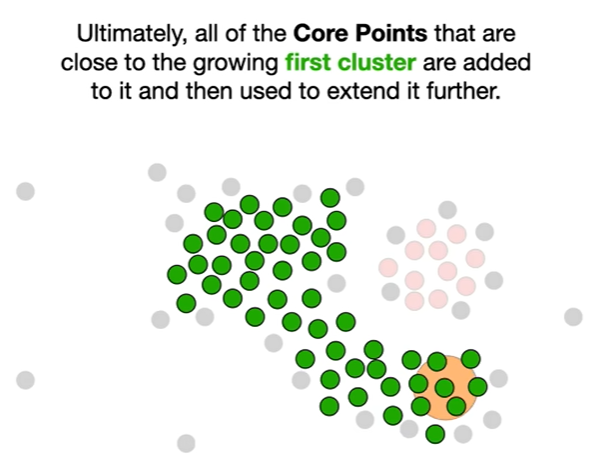 Ultimately, all of the Core Points that are
close to the growing first cluster are added
to it and then used to extend it further.